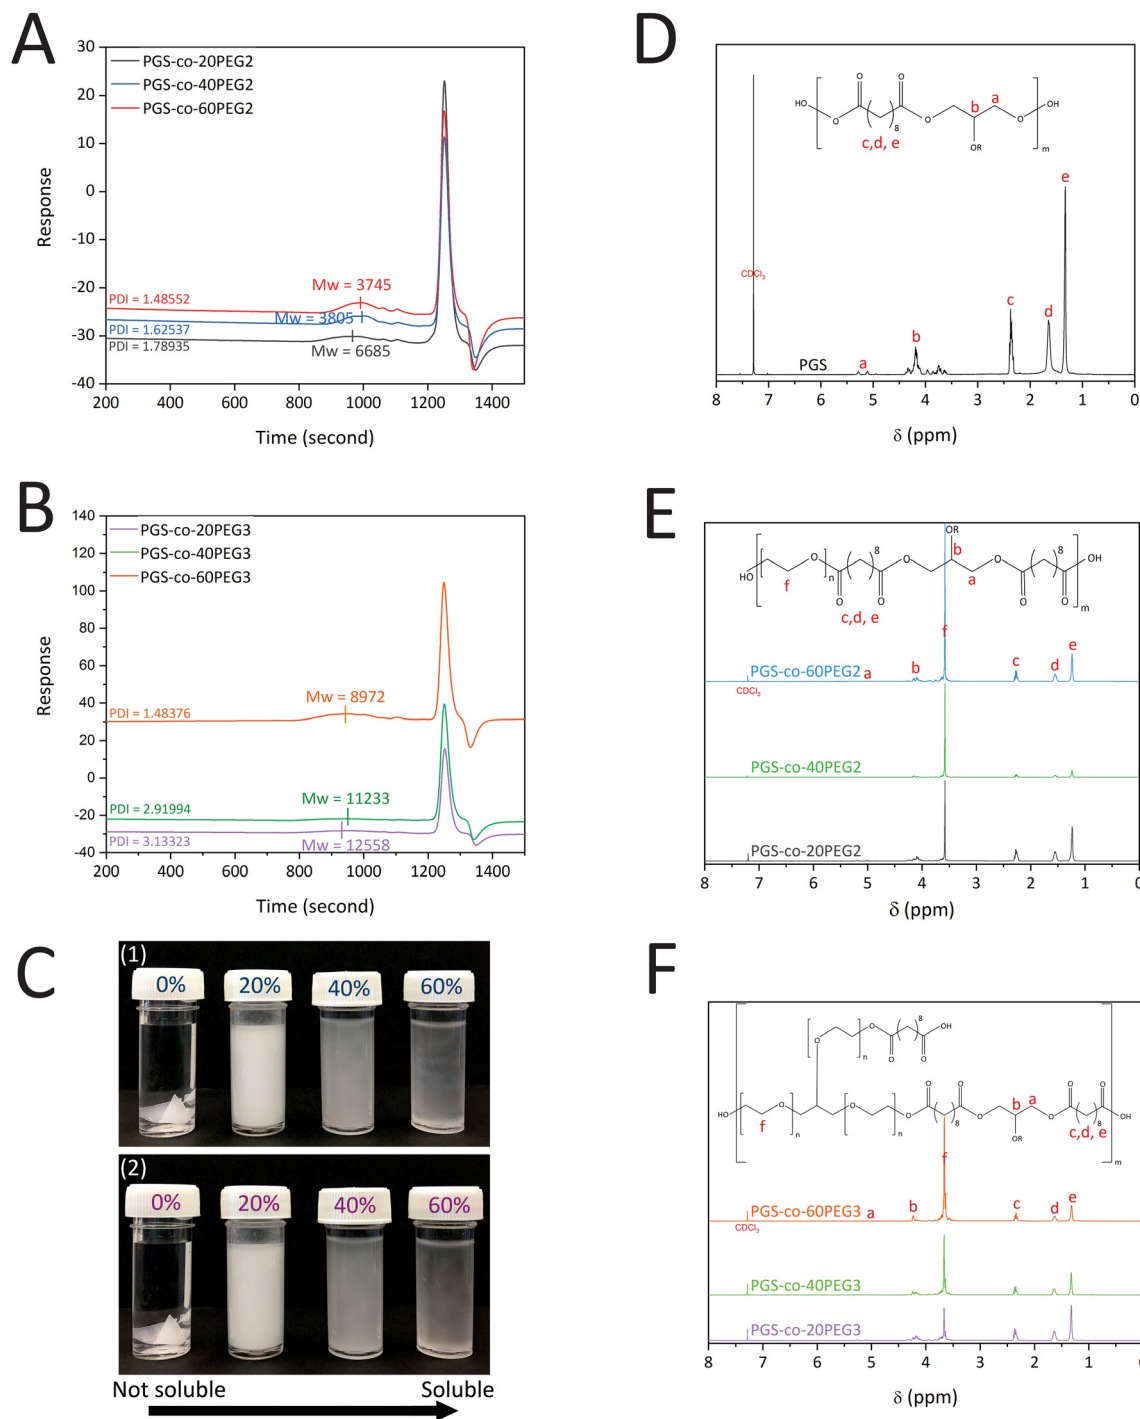 A
30
20
10
0
-10
-20
-30
-40
Response
PGS-co-20PEG2
PGS-co-40PEG2
PGS-co-60PEG2
Mw = 3745
PDI = 1.48552
Mw = 3805
PDI = 1.62537
PDI = 1.78935
Mw = 6685
200 400 600 800 1000 1200 1400
Time (second)
B
140
120
100
80
60
40
20
0
-20
-40
Response
PGS-co-20PEG3
PGS-co-40PEG3
PGS-co-60PEG3
Mw = 8972
PDI = 1.48376
Mw = 11233
PDI = 2.91994
PDI = 3.13323
Mw = 12558
200 400 600 800 1000 1200 1400
Time (second)
C
(1)
0% 20% 40% 60%
(2)
0% 20% 40% 60%
Not soluble Soluble
D
O O
HO O 8 O b a O OH
OR m
c,d, e
e
CDCl3
c
d
b
a
PGS
8 7 6 5 4 3 2 1 0
δ (ppm)
E
OR
HO O n 8 O b O 8 OH
f O O a O O m
c,d, e
f
PGS-co-60PEG2 a b c d e
CDCl3
PGS-co-40PEG2
PGS-co-20PEG2
8 7 6 5 4 3 2 1 0
δ (ppm)
F
O n O 8 OH
O O
HO O n O n O O O 8 O b a O O O 8 OH
f OR c,d, e m
f
PGS-co-60PEG3 a b c d e
CDCl3
PGS-co-40PEG3
PGS-co-20PEG3
8 7 6 5 4 3 2 1 0
δ (ppm)